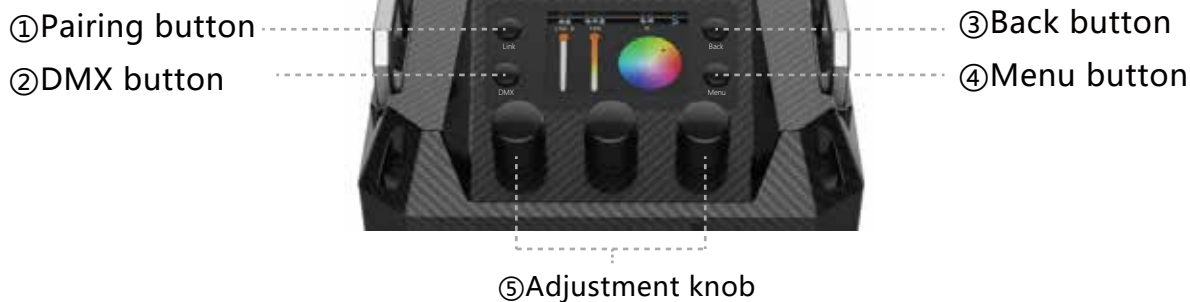 ①Pairing button
②DMX button
③Back button
④Menu button
Link
Back
DMX
Menu
⑤Adjustment knob